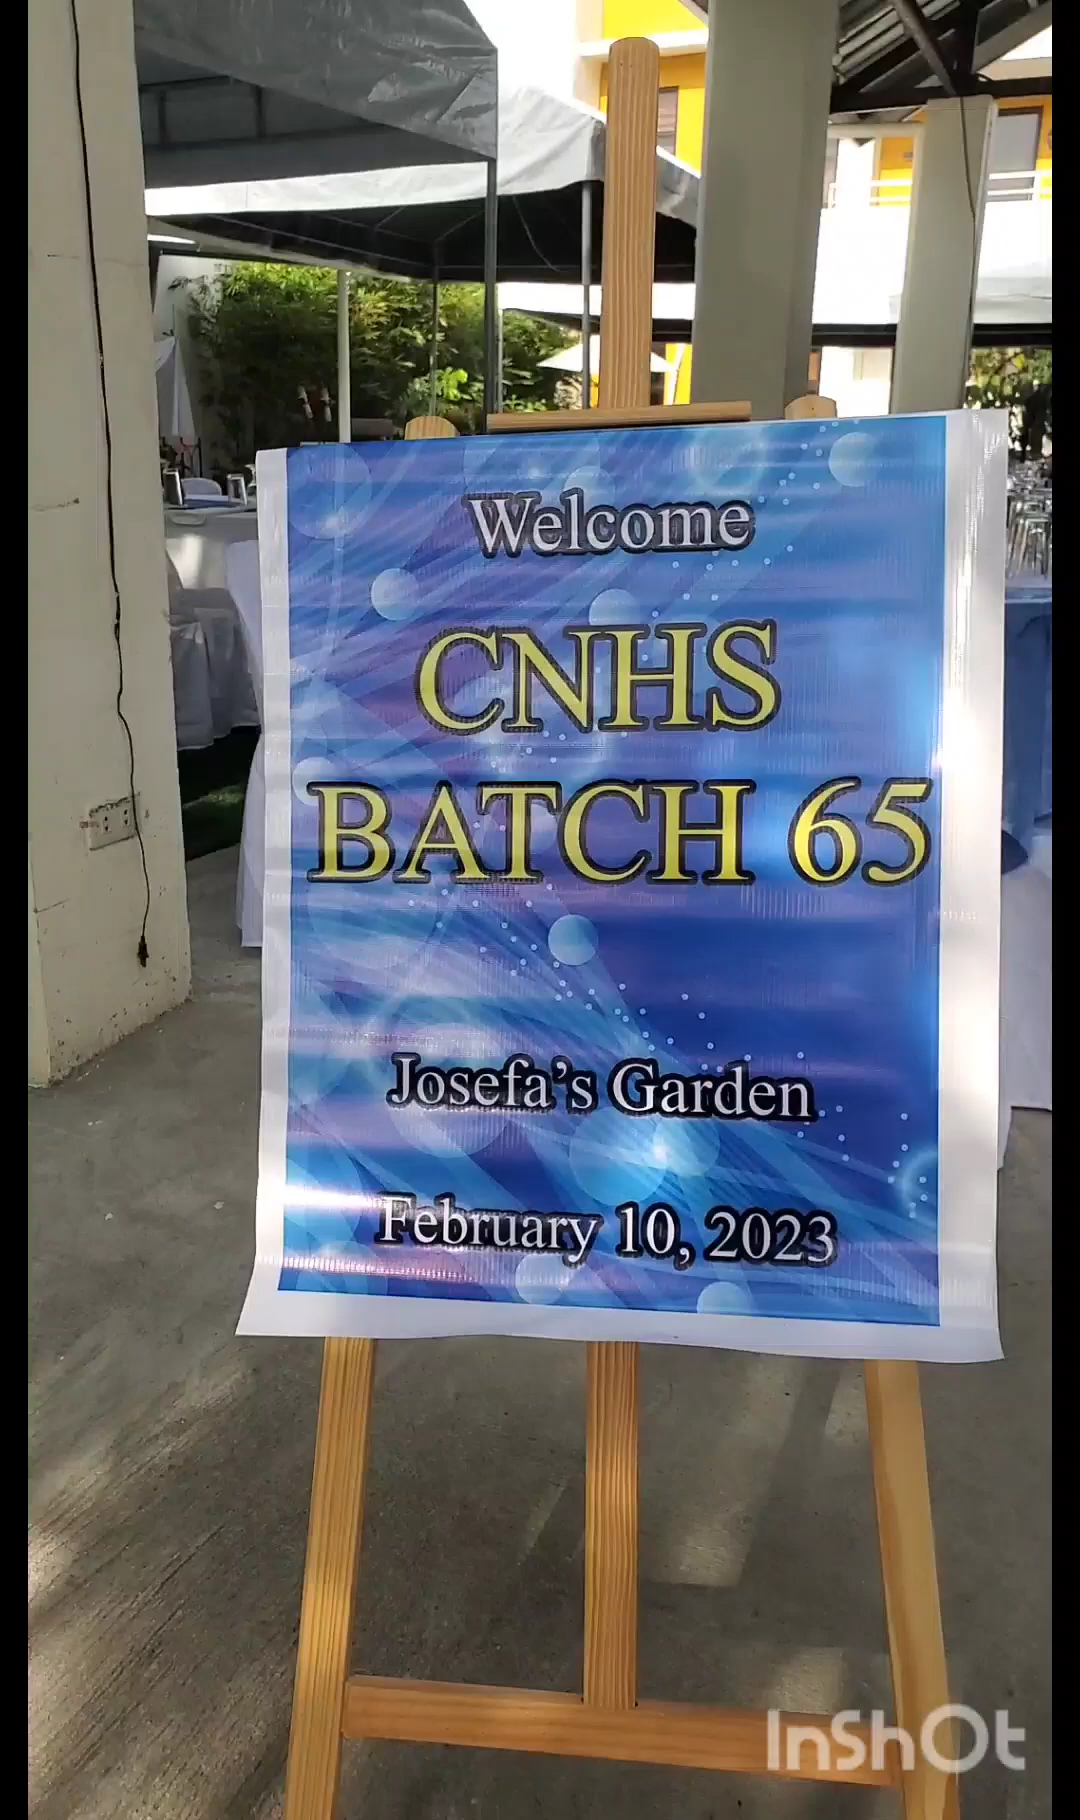 Welcome
CNHS
BATCH 65
Josefa's Garden
February 10, 2023
InShOt